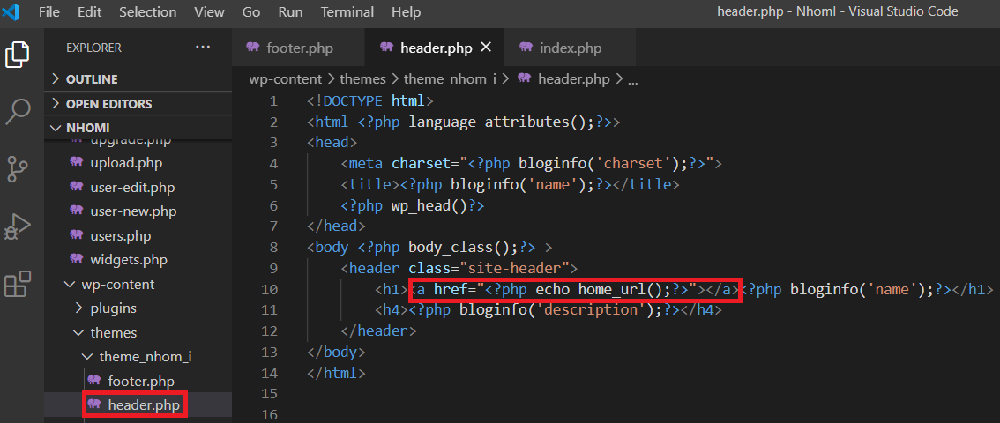 File Edit Selection View Go Run Terminal Help header.php - Nhoml - Visual Studio Code
EXPLORER ...
footer.php header.php index.php
OUTLINE
OPEN EDITORS
NHOMI
upgrade.php
upload.php
user-edit.php
user-new.php
users.php
widgets.php
wp-content
plugins
themes
theme_nhom_i
footer.php
header.php
wp-content > themes > theme_nhom_i > header.php > ...
1 <!DOCTYPE html>
2 <html <?php language_attributes();?>>
3 <head>
4 <meta charset="<?php bloginfo('charset');?>">
5 <title><?php bloginfo('name');?></title>
6 <?php wp_head()?>
7 </head>
8 <body <?php body_class();?> >
9 <header class="site-header">
10 <h1><a href="<?php echo home_url();?>"></a><?php bloginfo('name');?></h1>
11 <h4><?php bloginfo('description');?></h4>
12 </header>
13 </body>
14 </html>
15
16